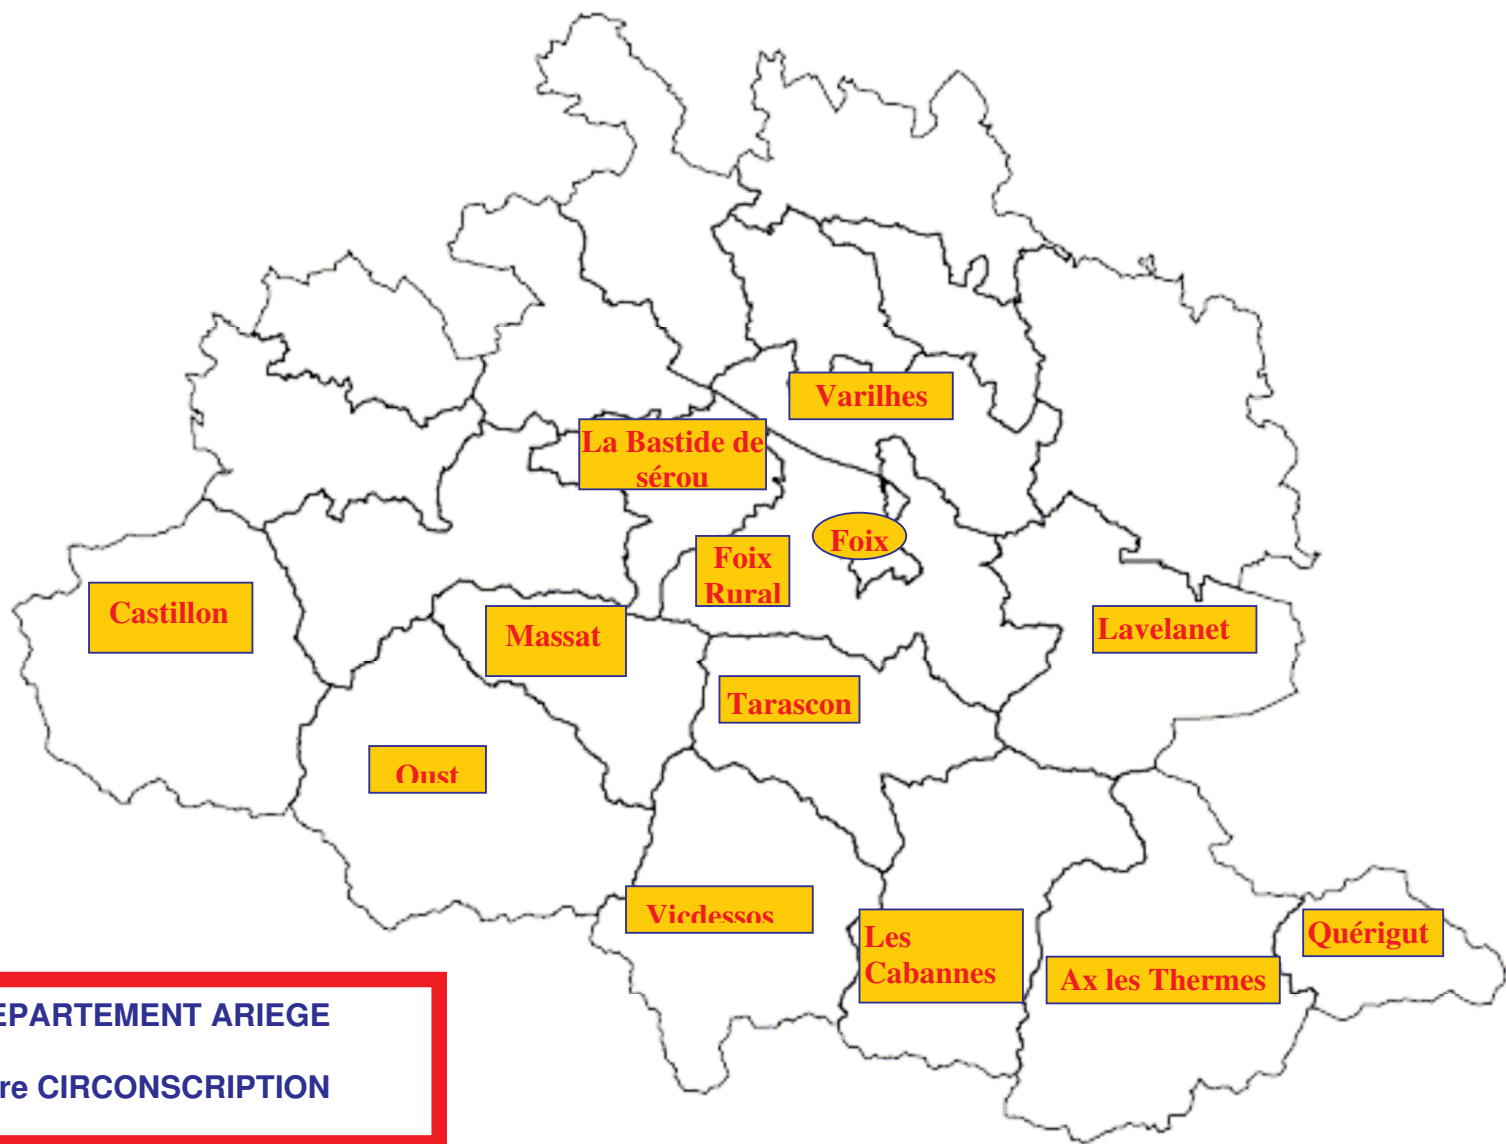 Varilhes
La Bastide de
sérou
Foix
Foix
Rural
Castillon
Massat
Lavelanet
Tarascon
Oust
Vicdessos
Les
Cabannes
Quérigut
Ax les Thermes
EPARTEMENT ARIEGE
re CIRCONSCRIPTION